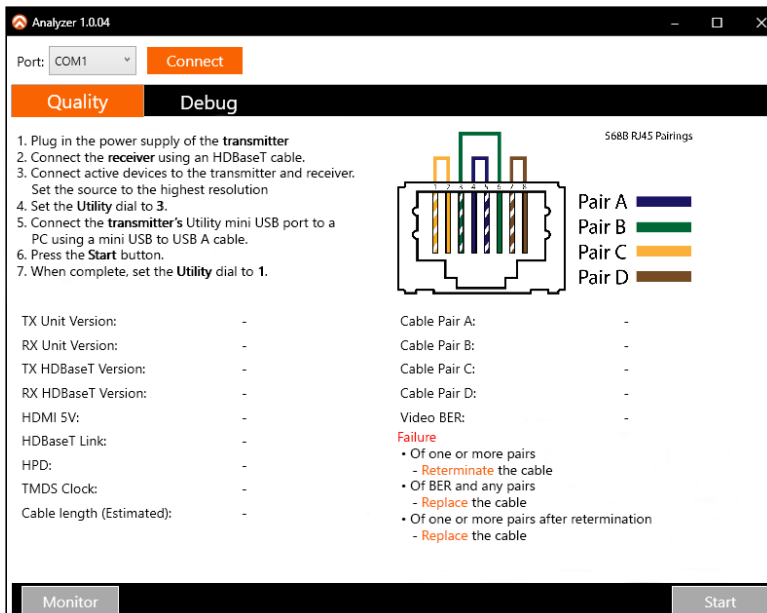 Analyzer 1.0.04
Port: COM1 Connect
Quality Debug
1. Plug in the power supply of the transmitter
2. Connect the receiver using an HDBaseT cable.
3. Connect active devices to the transmitter and receiver.
Set the source to the highest resolution
4. Set the Utility dial to 3.
5. Connect the transmitter's Utility mini USB port to a
PC using a mini USB to USB A cable.
6. Press the Start button.
7. When complete, set the Utility dial to 1.
568B RJ45 Pairings
1 2 3 4 5 6 7 8
Pair A
Pair B
Pair C
Pair D
TX Unit Version: -
RX Unit Version: -
TX HDBaseT Version: -
RX HDBaseT Version: -
HDMI 5V: -
HDBaseT Link: -
HPD: -
TMDS Clock: -
Cable length (Estimated): -
Cable Pair A: -
Cable Pair B: -
Cable Pair C: -
Cable Pair D: -
Video BER: -
Failure
• Of one or more pairs
- Reterminate the cable
• Of BER and any pairs
- Replace the cable
• Of one or more pairs after retermination
- Replace the cable
Monitor Start